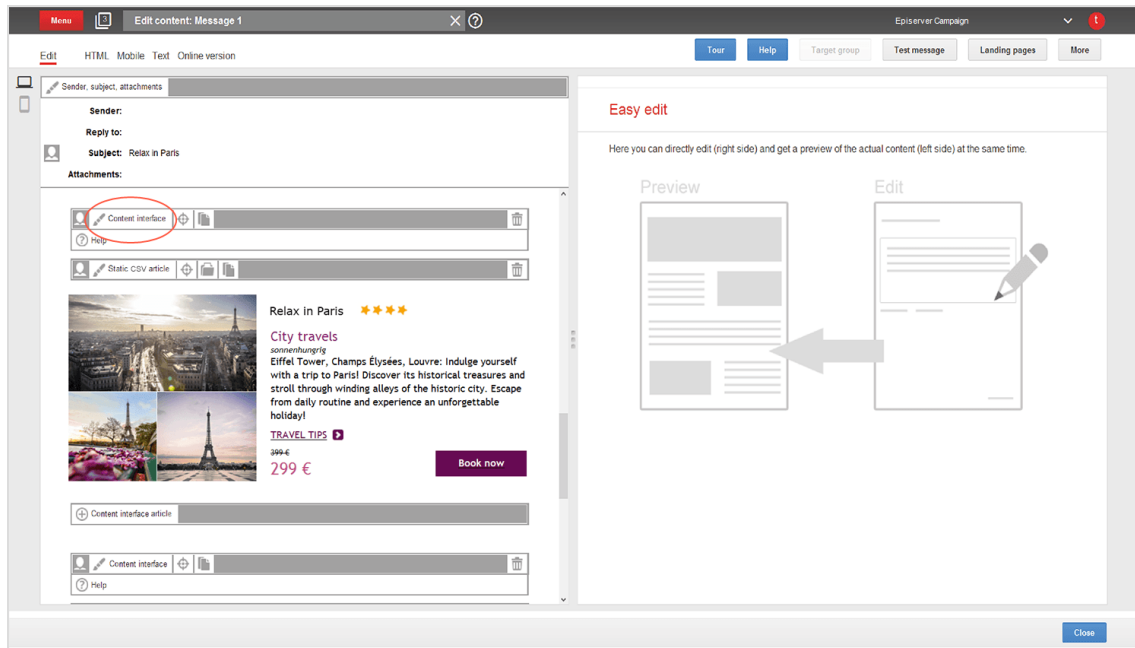 Menu
3
Edit content: Message 1
Episerver Campaign
t
Edit
HTML
Mobile
Text
Online version
Tour
Help
Target group
Test message
Landing pages
More
Sender, subject, attachments
Sender:
Reply to:
Subject: Relax in Paris
Attachments:
Content interface
? Help
Static CSV article
Relax in Paris
City travels
sonnenhungrig
Eiffel Tower, Champs Élysées, Louvre: Indulge yourself
with a trip to Paris! Discover its historical treasures and
stroll through winding alleys of the historic city. Escape
from daily routine and experience an unforgettable
holiday!
TRAVEL TIPS
399 €
299 €
Book now
Content interface article
Content interface
? Help
Easy edit
Here you can directly edit (right side) and get a preview of the actual content (left side) at the same time.
Preview
Edit
Close